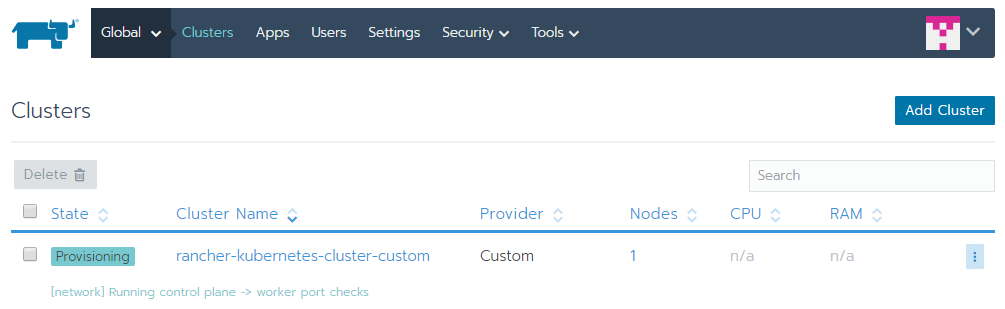 Global Clusters Apps Users Settings Security Tools
Clusters
Add Cluster
Delete
Search
State Cluster Name Provider Nodes CPU RAM
Provisioning rancher-kubernetes-cluster-custom Custom 1 n/a n/a
[network] Running control plane -> worker port checks